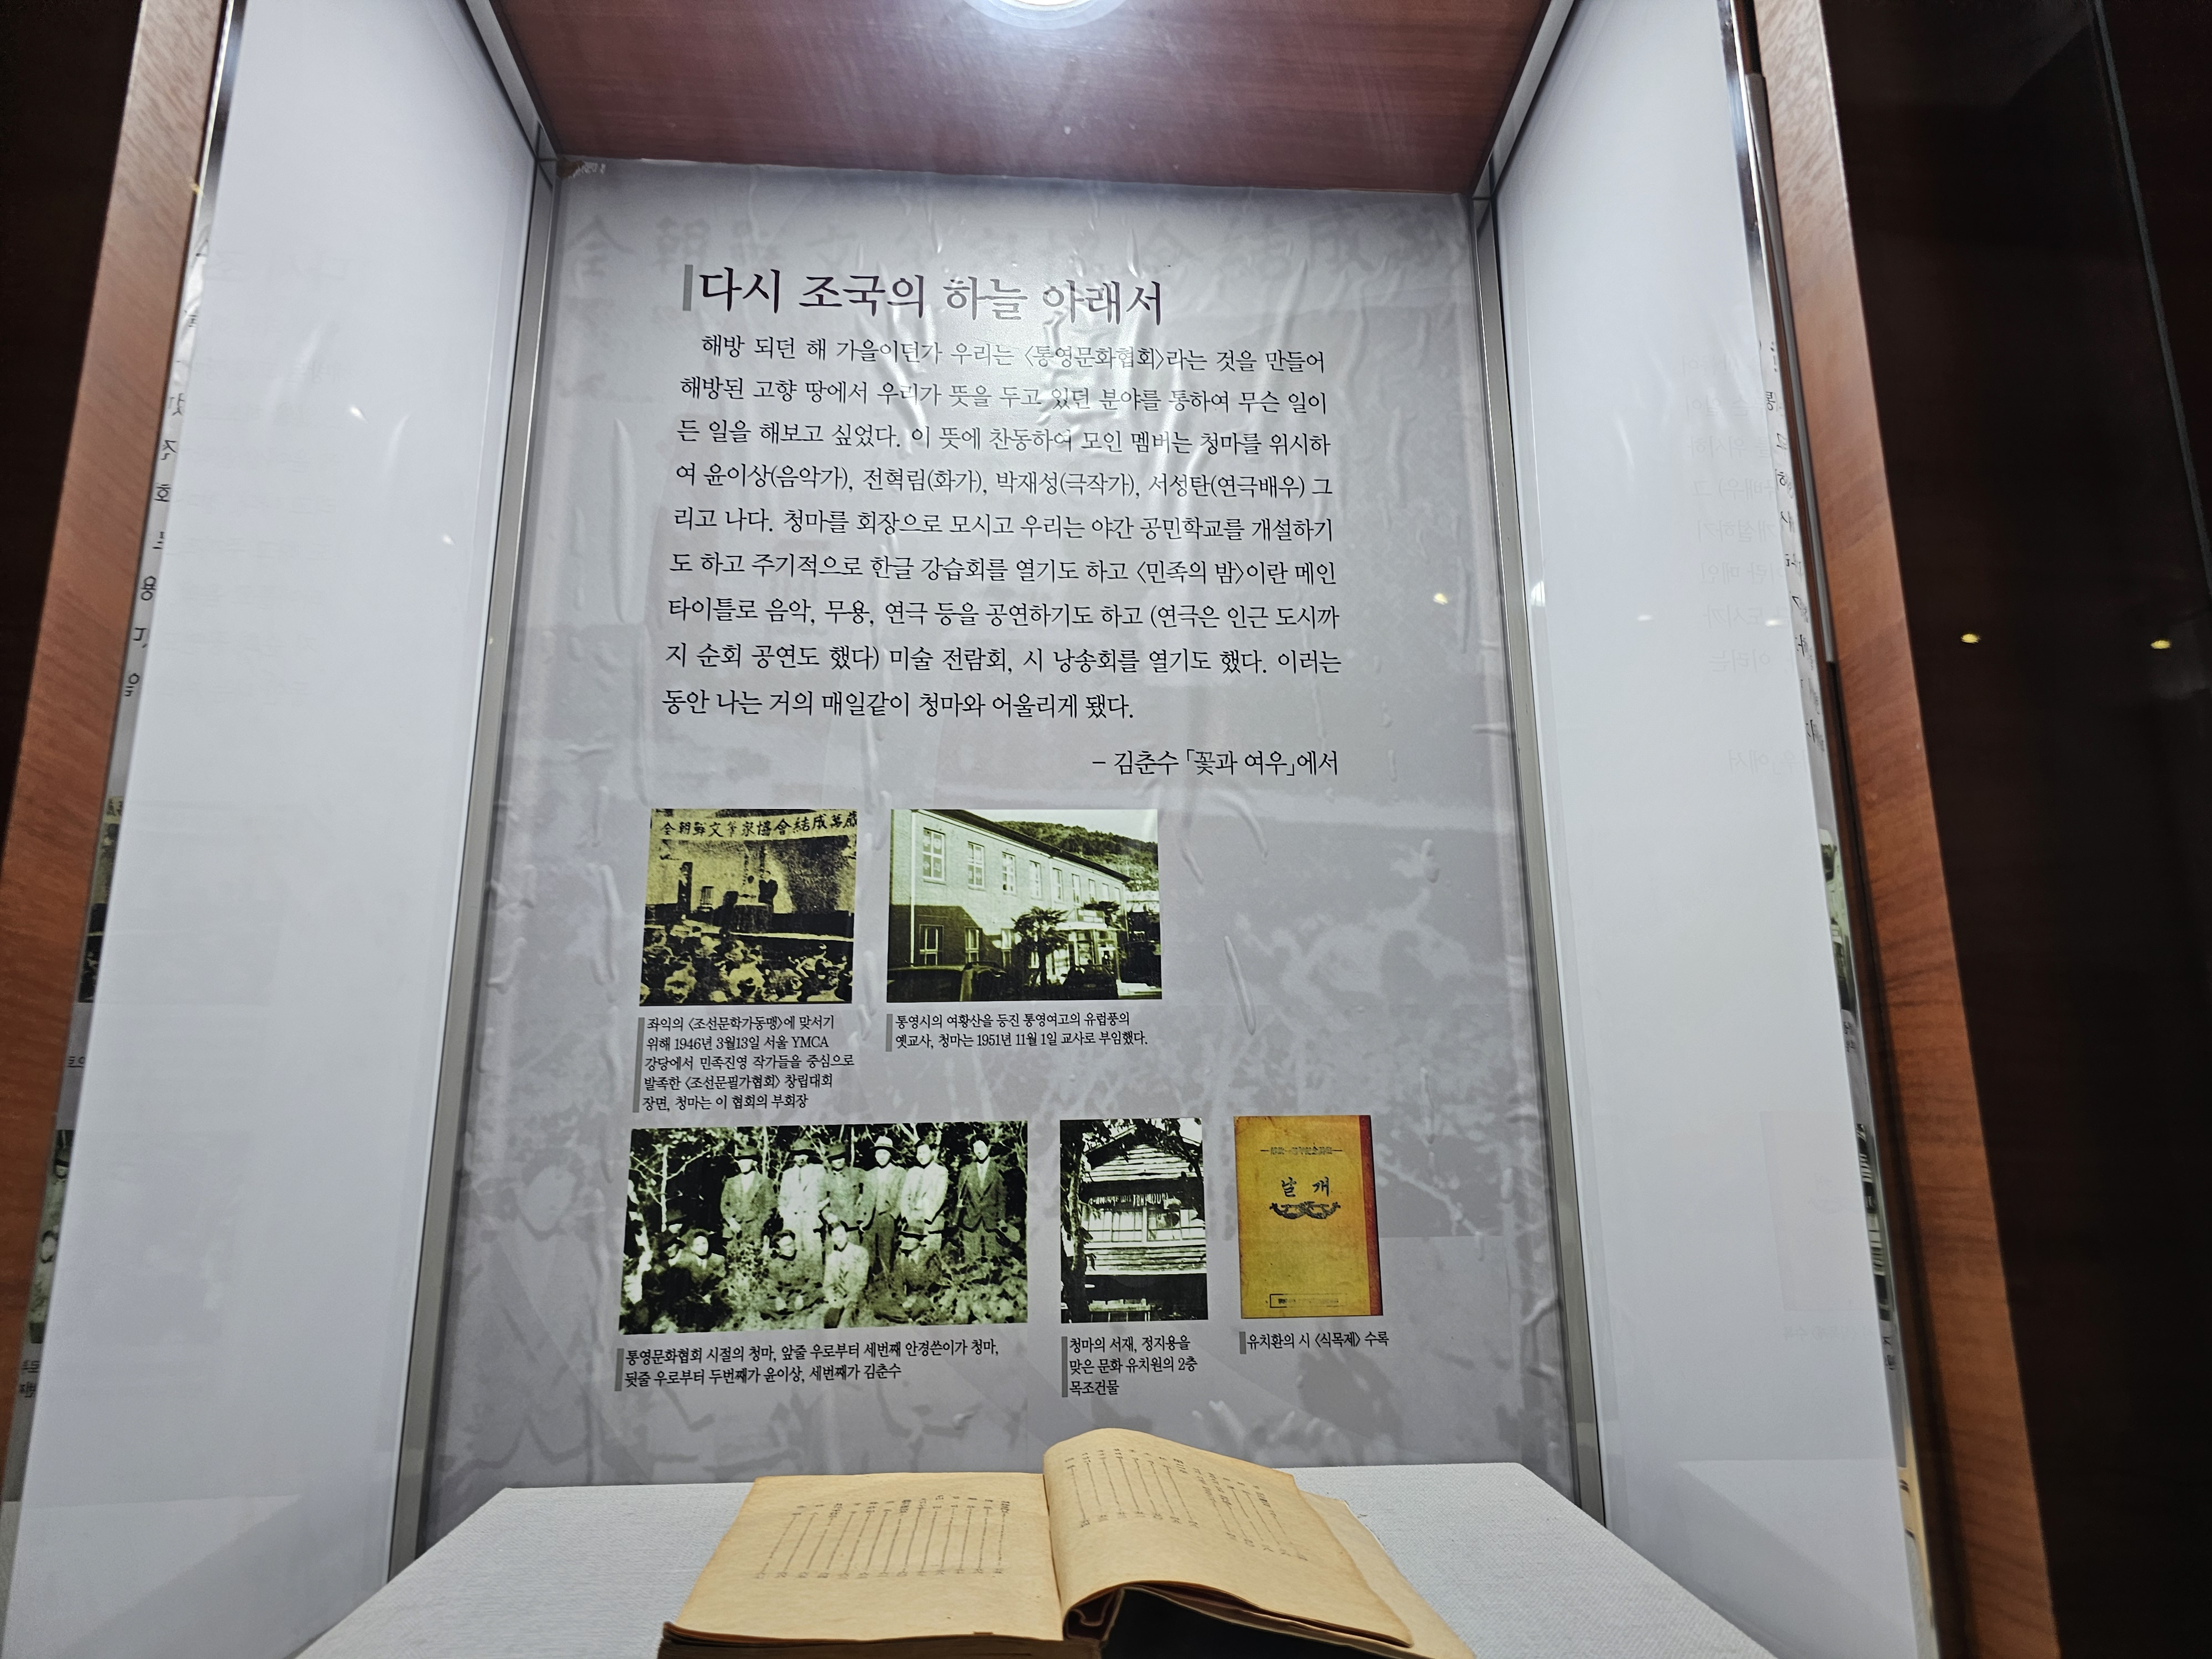 다시 조국의 하늘 아래서
해방 되던 해 가을이던가 우리는 〈통영문화협회〉라는 것을 만들어
해방된 고향 땅에서 우리가 뜻을 두고 있던 분야를 통하여 무슨 일이
든 일을 해보고 싶었다. 이 뜻에 찬동하여 모인 멤버는 청마를 위시하
여 윤이상(음악가), 전혁림(화가), 박재성(극작가), 서성탄(연극배우) 그
리고 나다. 청마를 회장으로 모시고 우리는 야간 공민학교를 개설하기
도 하고 주기적으로 한글 강습회를 열기도 하고 〈민족의 밤〉이란 메인
타이틀로 음악, 무용, 연극 등을 공연하기도 하고 (연극은 인근 도시까
지 순회 공연도 했다) 미술 전람회, 시 낭송회를 열기도 했다. 이러는
동안 나는 거의 매일같이 청마와 어울리게 됐다.
– 김춘수 「꽃과 여우」에서
全朝鮮文筆家協會結成萬歲
좌익의 〈조선문학가동맹〉에 맞서기
위해 1946년 3월13일 서울 YMCA
강당에서 민족진영 작가들을 중심으로
발족한 〈조선문필가협회〉 창립대회
장면, 청마는 이 협회의 부회장
통영시의 여황산을 등진 통영여고의 유럽풍의
옛교사, 청마는 1951년 11월 1일 교사로 부임했다.
통영문화협회 시절의 청마, 앞줄 우로부터 세번째 안경쓴이가 청마,
뒷줄 우로부터 두번째가 윤이상, 세번째가 김춘수
청마의 서재, 정지용을
맞은 문화 유치원의 2층
목조건물
날개
유치환의 시 〈식목제〉 수록